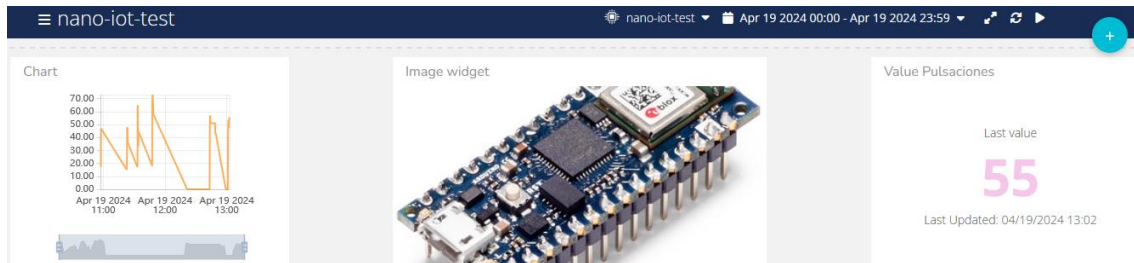 nano-iot-test
nano-iot-test
Apr 19 2024 00:00 - Apr 19 2024 23:59
+
Chart
70.00
60.00
50.00
40.00
30.00
20.00
10.00
0.00
Apr 19 2024 Apr 19 2024 Apr 19 2024
11:00 12:00 13:00
Image widget
blox
Value Pulsaciones
Last value
55
Last Updated: 04/19/2024 13:02